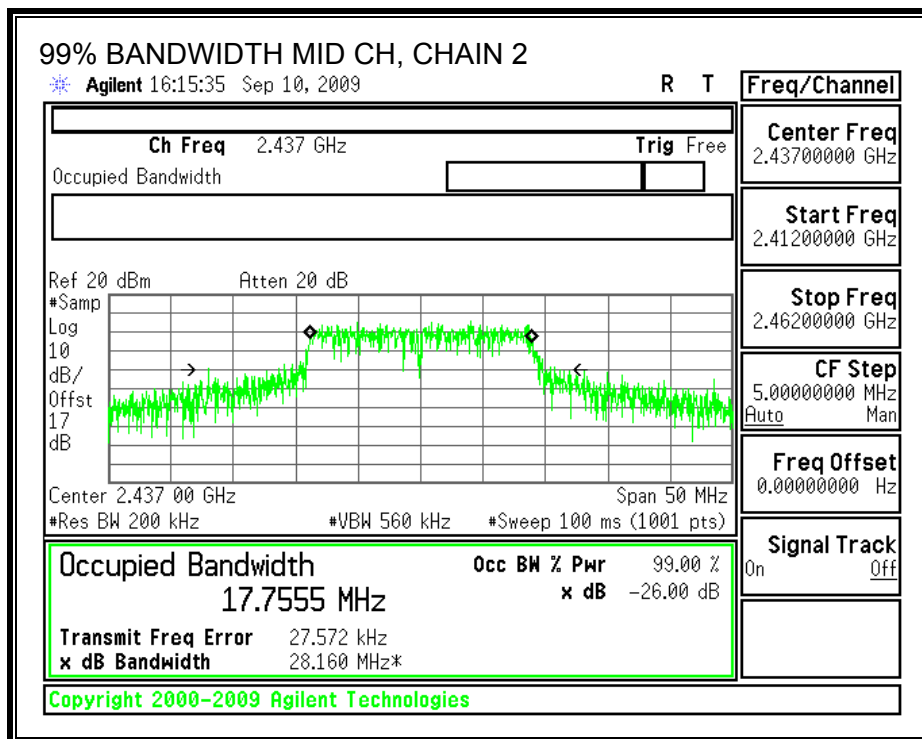 99% BANDWIDTH MID CH, CHAIN 2
Agilent 16:15:35 Sep 10, 2009 R T
Freq/Channel
Ch Freq 2.437 GHz Trig Free
Occupied Bandwidth
Center Freq
2.43700000 GHz
Start Freq
2.41200000 GHz
Stop Freq
2.46200000 GHz
CF Step
5.00000000 MHz
Auto Man
Freq Offset
0.00000000 Hz
Signal Track
On Off
Ref 20 dBm Atten 20 dB
#Samp
Log
10
dB/
Offst
17
dB
Center 2.437 00 GHz Span 50 MHz
#Res BW 200 kHz #VBW 560 kHz #Sweep 100 ms (1001 pts)
Occupied Bandwidth Occ BW % Pwr 99.00 %
17.7555 MHz x dB -26.00 dB
Transmit Freq Error 27.572 kHz
x dB Bandwidth 28.160 MHz*
Copyright 2000-2009 Agilent Technologies